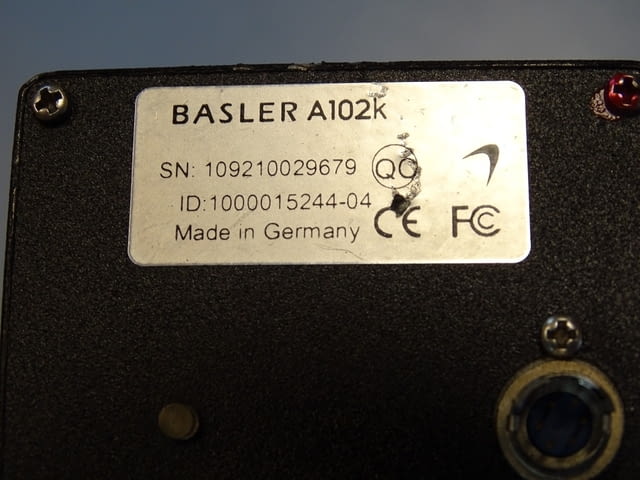 BASLER A102k
SN: 109210029679 QC
ID:1000015244-04
Made in Germany CE FC